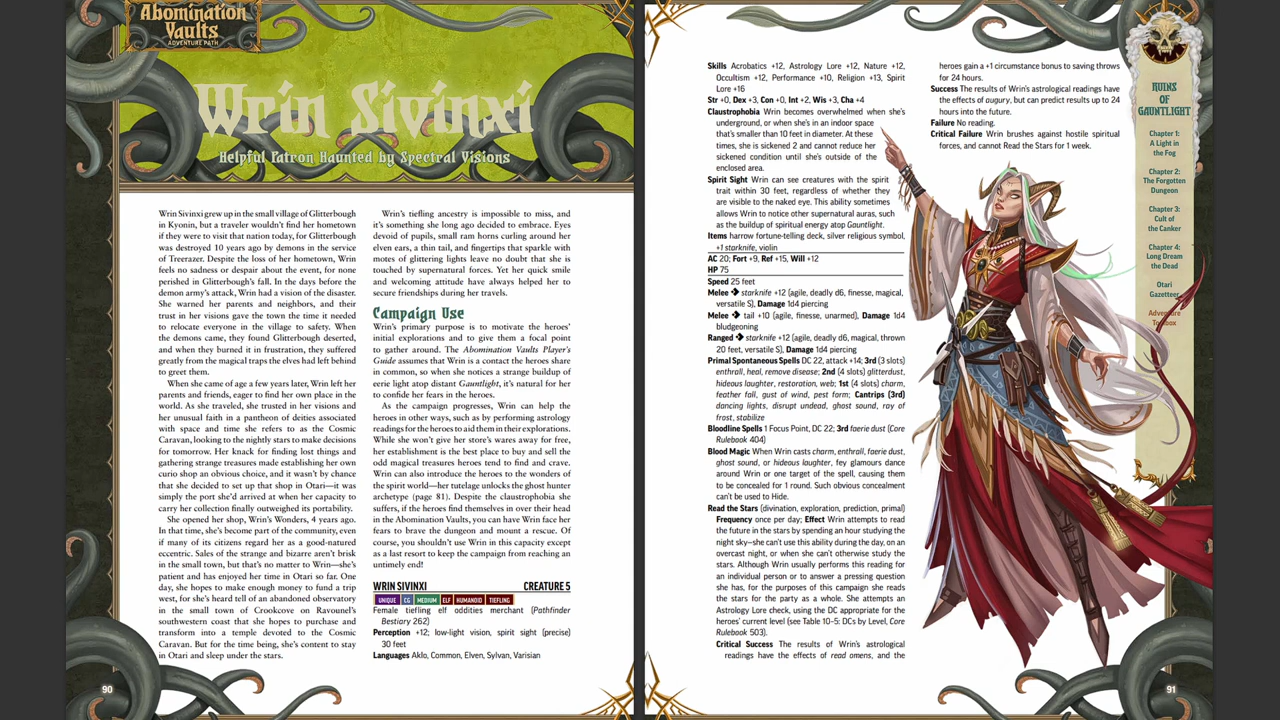 Abomination
Vaults
ADVENTURE PATH
Wrin Sivinxi
Helpful Patron Haunted by Spectral Visions
Wrin Sivinxi grew up in the small village of Glitterbough
in Kyonin, but a traveler wouldn't find her hometown
if they were to visit that nation today, for Glitterbough
was destroyed 10 years ago by demons in the service
of Treerazer. Despite the loss of her hometown, Wrin
feels no sadness or despair about the event, for none
perished in Glitterbough's fall. In the days before the
demon army's attack, Wrin had a vision of the disaster.
She warned her parents and neighbors, and their
trust in her visions gave the town the time it needed
to relocate everyone in the village to safety. When
the demons came, they found Glitterbough deserted,
and when they burned it in frustration, they suffered
greatly from the magical traps the elves had left behind
to greet them.
When she came of age a few years later, Wrin left her
parents and friends, eager to find her own place in the
world. As she traveled, she trusted in her visions and
her unusual faith in a pantheon of deities associated
with space and time she refers to as the Cosmic
Caravan, looking to the nightly stars to make decisions
for tomorrow. Her knack for finding lost things and
gathering strange treasures made establishing her own
curio shop an obvious choice, and it wasn't by chance
that she decided to set up that shop in Otari—it was
simply the port she'd arrived at when her capacity to
carry her collection finally outweighed its portability.
She opened her shop, Wrin's Wonders, 4 years ago.
In that time, she's become part of the community, even
if many of its citizens regard her as a good-natured
eccentric. Sales of the strange and bizarre aren't brisk
in the small town, but that's no matter to Wrin—she's
patient and has enjoyed her time in Otari so far. One
day, she hopes to make enough money to fund a trip
west, for she's heard tell of an abandoned observatory
in the small town of Crookcove on Ravounel's
southwestern coast that she hopes to purchase and
transform into a temple devoted to the Cosmic
Caravan. But for the time being, she's content to stay
in Otari and sleep under the stars.
Wrin's tiefling ancestry is impossible to miss, and
it's something she long ago decided to embrace. Eyes
devoid of pupils, small ram horns curling around her
elven ears, a thin tail, and fingertips that sparkle with
motes of glittering lights leave no doubt that she is
touched by supernatural forces. Yet her quick smile
and welcoming attitude have always helped her to
secure friendships during her travels.
Campaign Use
Wrin's primary purpose is to motivate the heroes'
initial explorations and to give them a focal point
to gather around. The Abomination Vaults Player's
Guide assumes that Wrin is a contact the heroes share
in common, so when she notices a strange buildup of
eerie light atop distant Gauntlight, it's natural for her
to confide her fears in the heroes.
As the campaign progresses, Wrin can help the
heroes in other ways, such as by performing astrology
readings for the heroes to aid them in their explorations.
While she won't give her store's wares away for free,
her establishment is the best place to buy and sell the
odd magical treasures heroes tend to find and crave.
Wrin can also introduce the heroes to the wonders of
the spirit world—her tutelage unlocks the ghost hunter
archetype (page 81). Despite the claustrophobia she
suffers, if the heroes find themselves in over their head
in the Abomination Vaults, you can have Wrin face her
fears to brave the dungeon and mount a rescue. Of
course, you shouldn't use Wrin in this capacity except
as a last resort to keep the campaign from reaching an
untimely end!
WRIN SIVINXI CREATURE 5
UNIQUE CG MEDIUM ELF HUMANOID TIEFLING
Female tiefling elf oddities merchant (Pathfinder
Bestiary 262)
Perception +12; low-light vision, spirit sight (precise)
30 feet
Languages Aklo, Common, Elven, Sylvan, Varisian
90
Skills Acrobatics +12, Astrology Lore +12, Nature +12,
Occultism +12, Performance +10, Religion +13, Spirit
Lore +16
Str +0, Dex +3, Con +0, Int +2, Wis +3, Cha +4
Claustrophobia Wrin becomes overwhelmed when she's
underground, or when she's in an indoor space
that's smaller than 10 feet in diameter. At these
times, she is sickened 2 and cannot reduce her
sickened condition until she's outside of the
enclosed area.
Spirit Sight Wrin can see creatures with the spirit
trait within 30 feet, regardless of whether they
are visible to the naked eye. This ability sometimes
allows Wrin to notice other supernatural auras, such
as the buildup of spiritual energy atop Gauntlight.
Items harrow fortune-telling deck, silver religious symbol,
+1 starknife, violin
AC 20; Fort +9, Ref +15, Will +12
HP 75
Speed 25 feet
Melee starknife +12 (agile, deadly d6, finesse, magical,
versatile S), Damage 1d4 piercing
Melee tail +10 (agile, finesse, unarmed), Damage 1d4
bludgeoning
Ranged starknife +12 (agile, deadly d6, magical, thrown
20 feet, versatile S), Damage 1d4 piercing
Primal Spontaneous Spells DC 22, attack +14; 3rd (3 slots)
enthrall, heal, remove disease; 2nd (4 slots) glitterdust,
hideous laughter, restoration, web; 1st (4 slots) charm,
feather fall, gust of wind, pest form; Cantrips (3rd)
dancing lights, disrupt undead, ghost sound, ray of
frost, stabilize
Bloodline Spells 1 Focus Point, DC 22; 3rd faerie dust (Core
Rulebook 404)
Blood Magic When Wrin casts charm, enthrall, faerie dust,
ghost sound, or hideous laughter, fey glamours dance
around Wrin or one target of the spell, causing them
to be concealed for 1 round. Such obvious concealment
can't be used to Hide.
Read the Stars (divination, exploration, prediction, primal)
Frequency once per day; Effect Wrin attempts to read
the future in the stars by spending an hour studying the
night sky—she can't use this ability during the day, on an
overcast night, or when she can't otherwise study the
stars. Although Wrin usually performs this reading for
an individual person or to answer a pressing question
she has, for the purposes of this campaign she reads
the stars for the party as a whole. She attempts an
Astrology Lore check, using the DC appropriate for the
heroes' current level (see Table 10-5: DCs by Level, Core
Rulebook 503).
Critical Success The results of Wrin's astrological
readings have the effects of read omens, and the
heroes gain a +1 circumstance bonus to saving throws
for 24 hours.
Success The results of Wrin's astrological readings have
the effects of augury, but can predict results up to 24
hours into the future.
Failure No reading.
Critical Failure Wrin brushes against hostile spiritual
forces, and cannot Read the Stars for 1 week.
RUINS
OF
GAUNTLIGHT
Chapter 1:
A Light in
the Fog
Chapter 2:
The Forgotten
Dungeon
Chapter 3:
Cult of
the Canker
Chapter 4:
Long Dream
the Dead
Otari
Gazetteer
Adventure
Toolbox
91